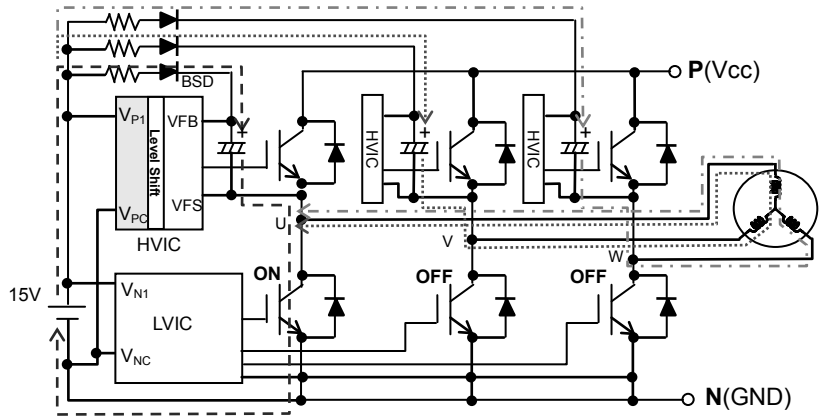 P(Vcc)
BSD
VP1
VFB
Level Shift
VPC
VFS
HVIC
+
HVIC
+
HVIC
+
U
V
W
15V
VN1
LVIC
VNC
ON
OFF
OFF
N(GND)